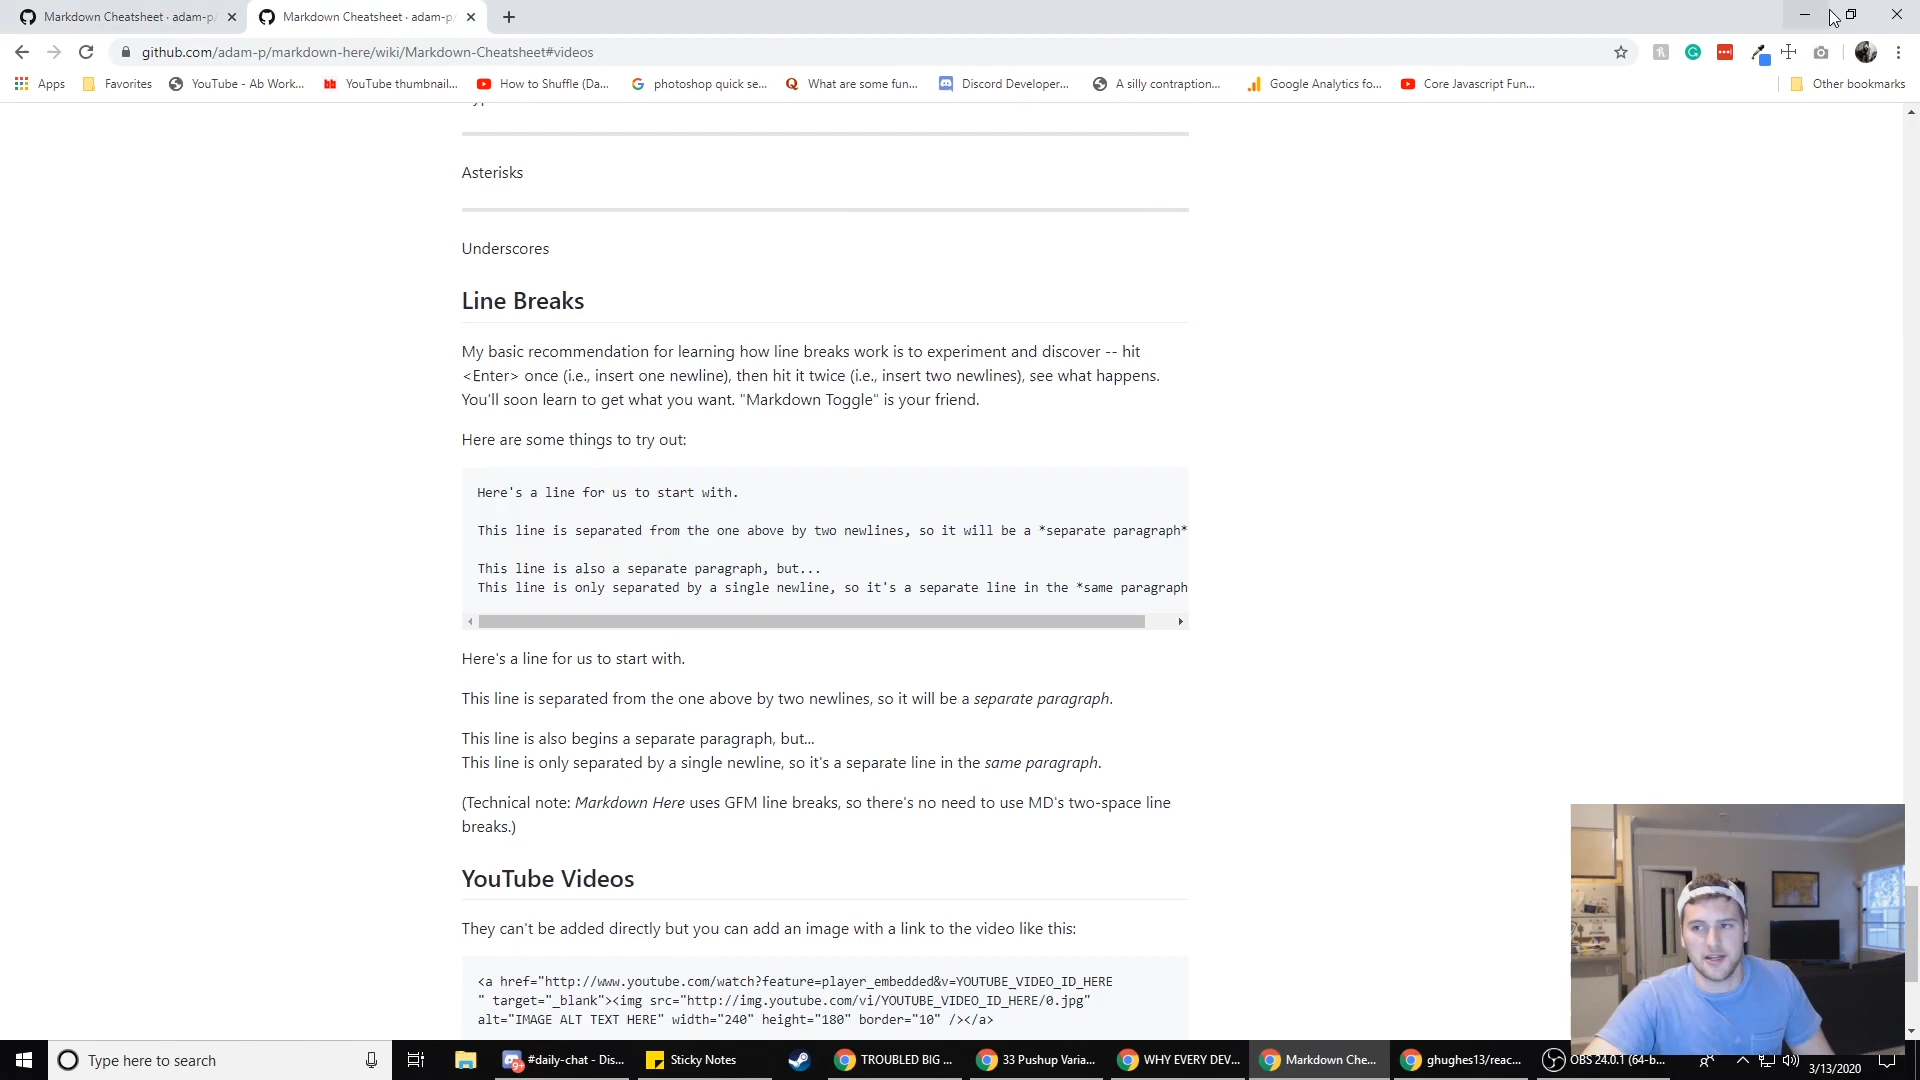 Markdown Cheatsheet · adam-p/
Markdown Cheatsheet · adam-p/
github.com/adam-p/markdown-here/wiki/Markdown-Cheatsheet#videos
Apps
Favorites
YouTube - Ab Work...
YouTube thumbnail...
How to Shuffle (Da...
photoshop quick se...
What are some fun...
Discord Developer...
A silly contraption...
Google Analytics fo...
Core Javascript Fun...
Other bookmarks
Asterisks
Underscores
Line Breaks
My basic recommendation for learning how line breaks work is to experiment and discover -- hit
<Enter> once (i.e., insert one newline), then hit it twice (i.e., insert two newlines), see what happens.
You'll soon learn to get what you want. "Markdown Toggle" is your friend.
Here are some things to try out:
Here's a line for us to start with.
This line is separated from the one above by two newlines, so it will be a *separate paragraph*
This line is also a separate paragraph, but...
This line is only separated by a single newline, so it's a separate line in the *same paragraph
Here's a line for us to start with.
This line is separated from the one above by two newlines, so it will be a separate paragraph.
This line is also begins a separate paragraph, but...
This line is only separated by a single newline, so it's a separate line in the same paragraph.
(Technical note: Markdown Here uses GFM line breaks, so there's no need to use MD's two-space line
breaks.)
YouTube Videos
They can't be added directly but you can add an image with a link to the video like this:
<a href="http://www.youtube.com/watch?feature=player_embedded&v=YOUTUBE_VIDEO_ID_HERE
" target="_blank"><img src="http://img.youtube.com/vi/YOUTUBE_VIDEO_ID_HERE/0.jpg"
alt="IMAGE ALT TEXT HERE" width="240" height="180" border="10" /></a>
Type here to search
#daily-chat - Dis...
Sticky Notes
TROUBLED BIG ...
33 Pushup Varia...
WHY EVERY DEV...
Markdown Che...
ghughes13/reac...
OBS 24.0.1 (64-b...
3/13/2020